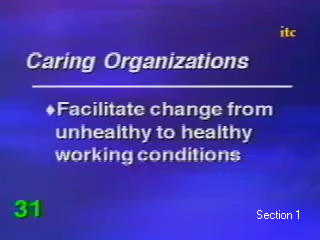 itc
Caring Organizations
♦Facilitate change from
unhealthy to healthy
working conditions
31
Section 1